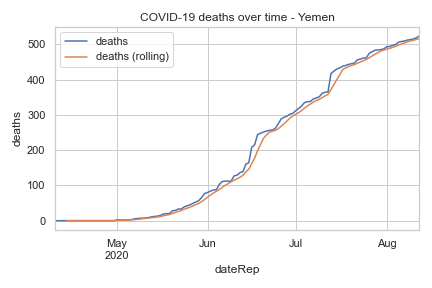 COVID-19 deaths over time - Yemen
deaths
deaths (rolling)
500
400
300
200
100
0
deaths
May
2020
Jun
Jul
Aug
dateRep